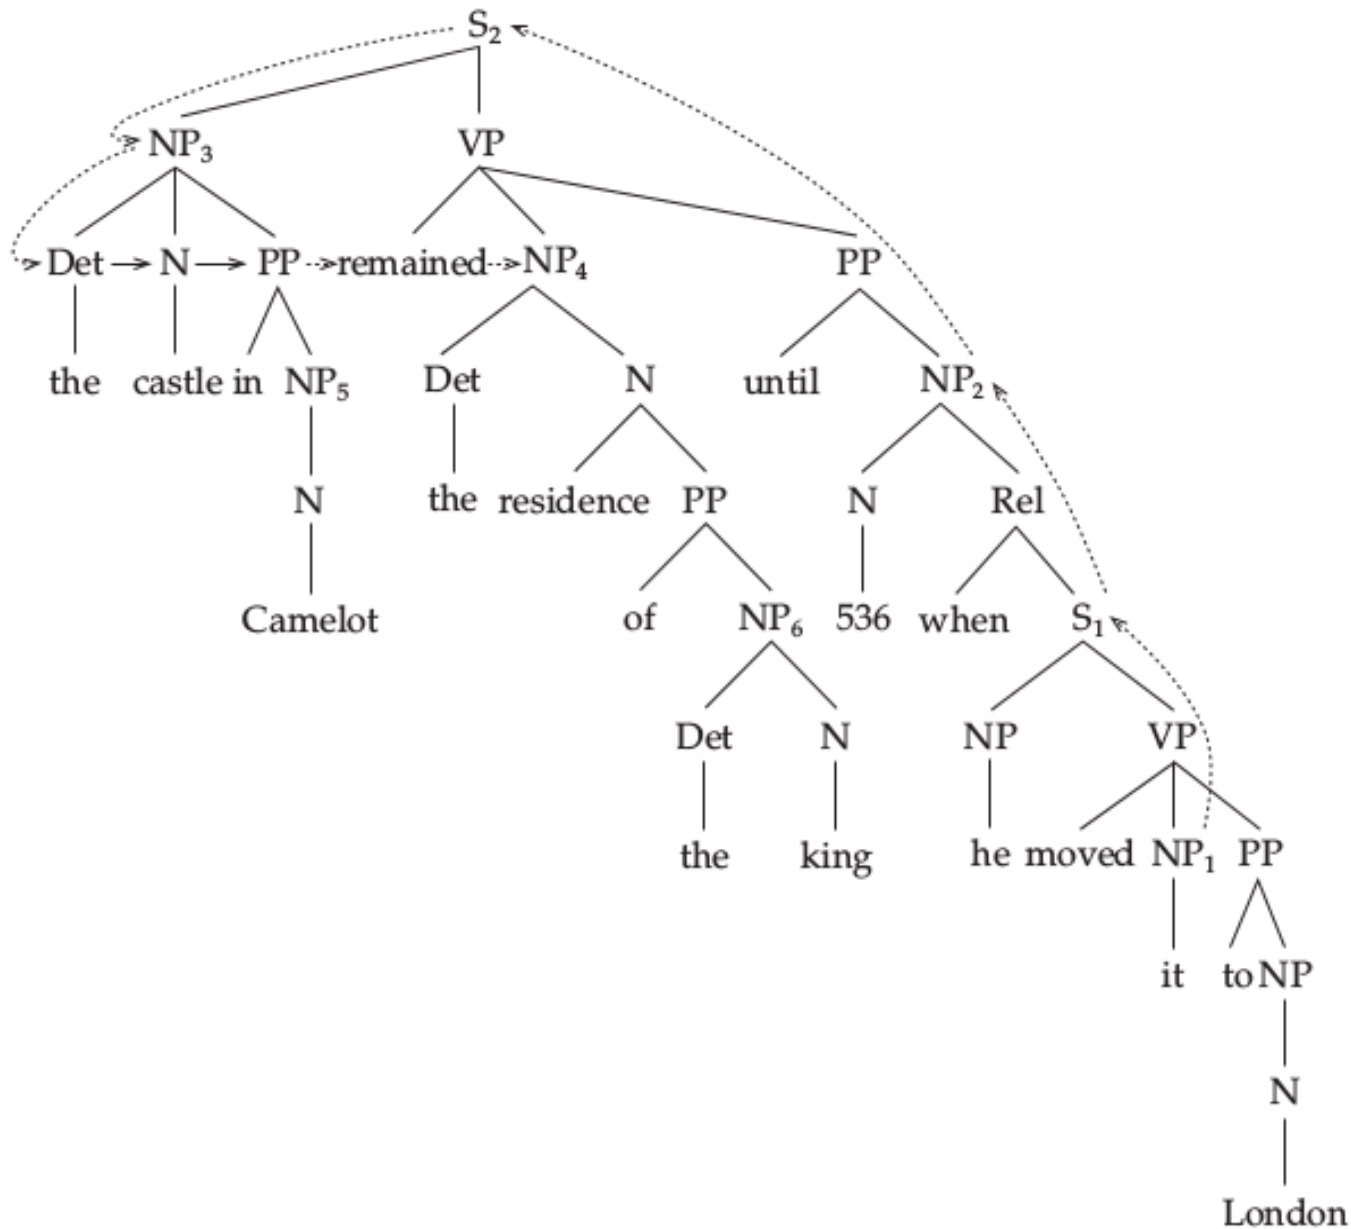 S₂
NP₃ VP
Det N PP remained NP₄ PP
the castle in NP₅ Det N until NP₂
N the residence PP N Rel
Camelot of NP₆ 536 when S₁
Det N NP VP
the king he moved NP₁ PP
it to NP
N
London